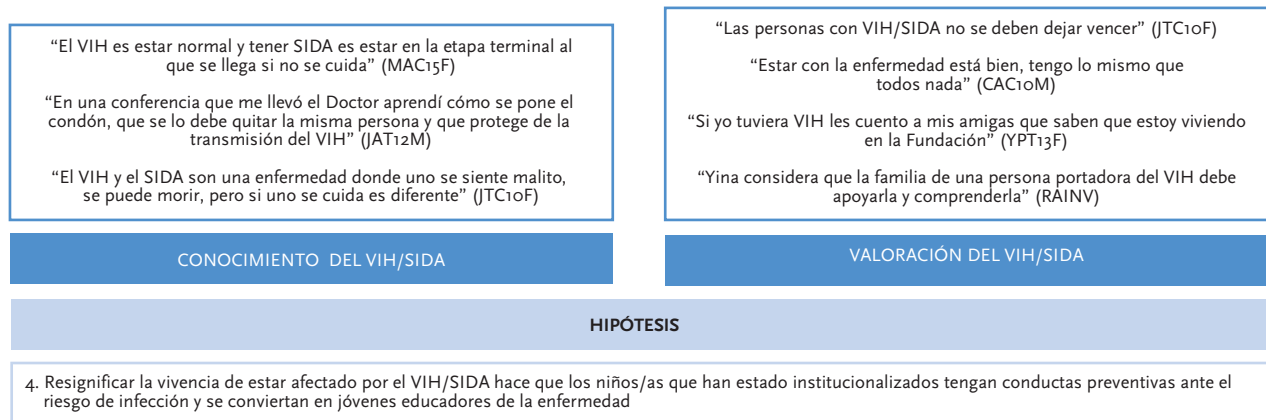 “El VIH es estar normal y tener SIDA es estar en la etapa terminal al
que se llega si no se cuida” (MAC15F)
“En una conferencia que me llevó el Doctor aprendí cómo se pone el
condón, que se lo debe quitar la misma persona y que protege de la
transmisión del VIH” (JAT12M)
“El VIH y el SIDA son una enfermedad donde uno se siente malito,
se puede morir, pero si uno se cuida es diferente” (JTC10F)
CONOCIMIENTO DEL VIH/SIDA
“Las personas con VIH/SIDA no se deben dejar vencer” (JTC10F)
“Estar con la enfermedad está bien, tengo lo mismo que
todos nada” (CAC10M)
“Si yo tuviera VIH les cuento a mis amigas que saben que estoy viviendo
en la Fundación” (YPT13F)
“Yina considera que la familia de una persona portadora del VIH debe
apoyarla y comprenderla” (RAINV)
VALORACIÓN DEL VIH/SIDA
HIPÓTESIS
4. Resignificar la vivencia de estar afectado por el VIH/SIDA hace que los niños/as que han estado institucionalizados tengan conductas preventivas ante el
riesgo de infección y se conviertan en jóvenes educadores de la enfermedad